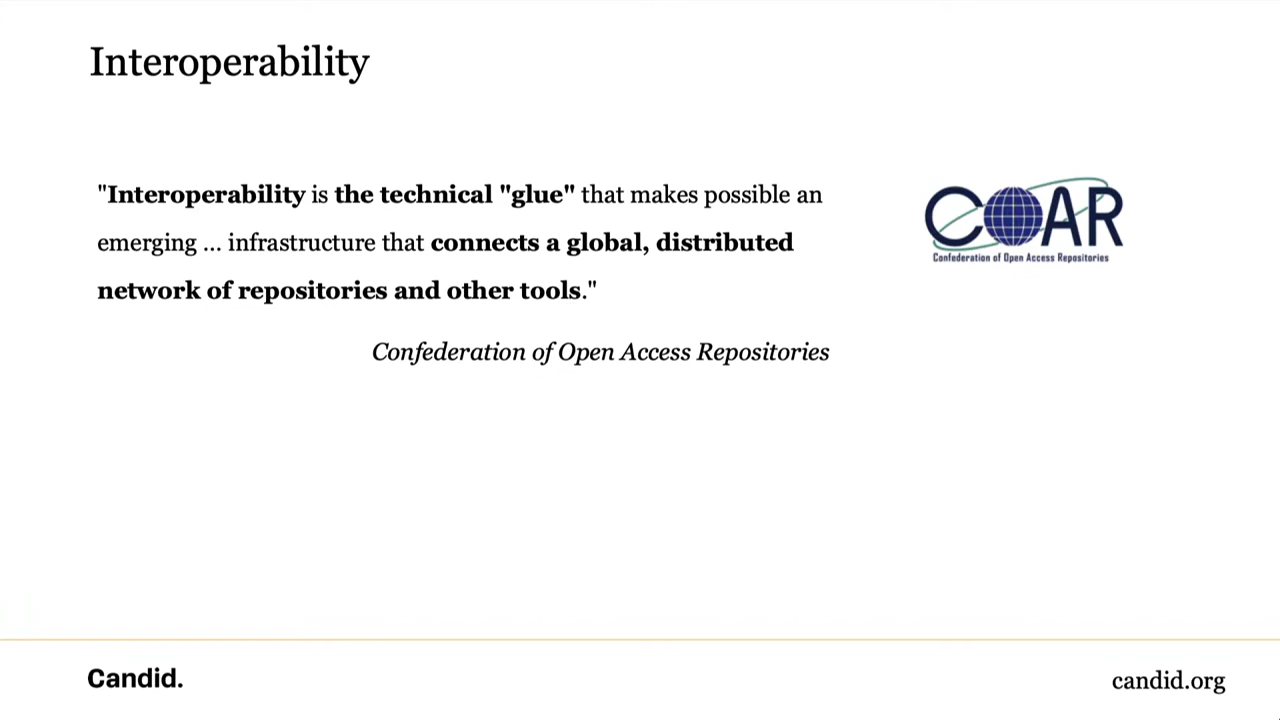 Interoperability
"Interoperability is the technical "glue" that makes possible an
emerging ... infrastructure that connects a global, distributed
network of repositories and other tools."
Confederation of Open Access Repositories
COAR
Confederation of Open Access Repositories
Candid.
candid.org